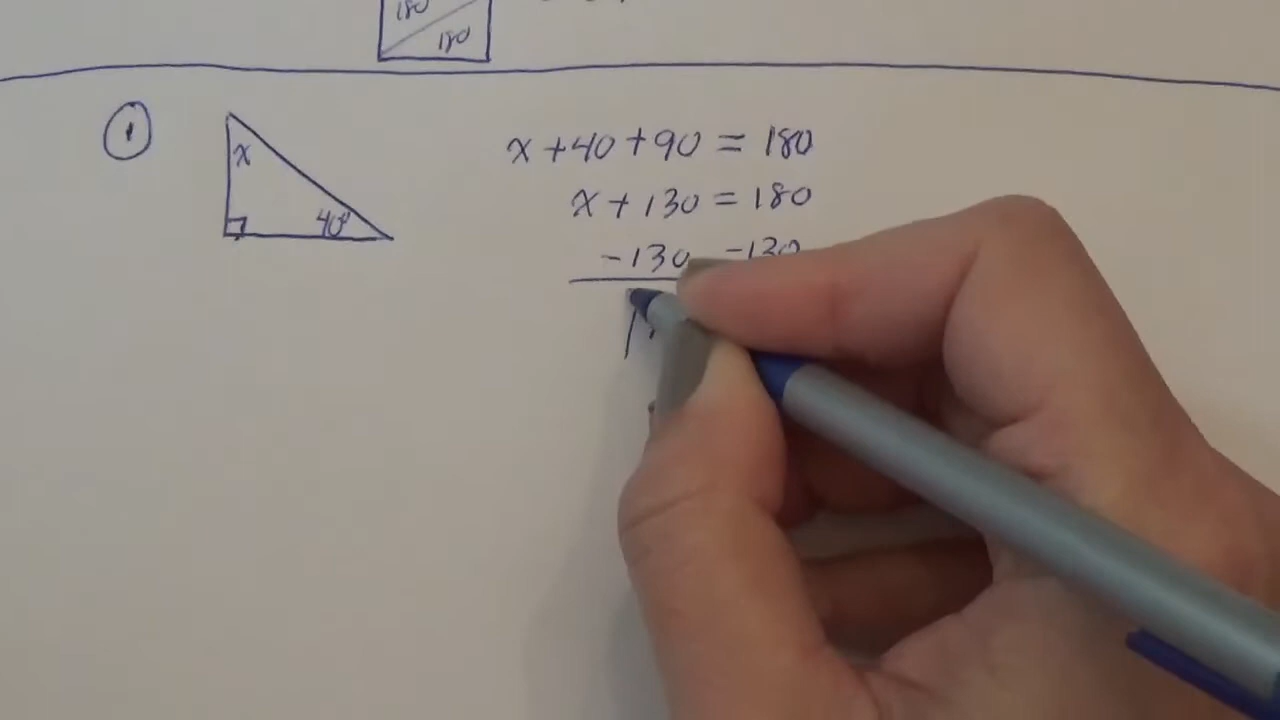 180
180
1
x
40°
x + 40 + 90 = 180
x + 130 = 180
-130 -130